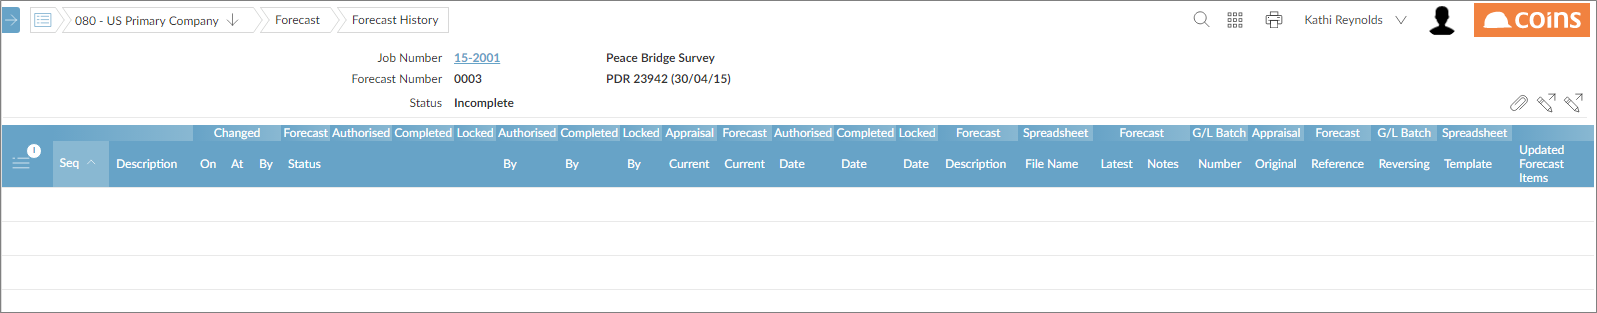 080 - US Primary Company Forecast Forecast History Kathi Reynolds coins
Job Number 15-2001 Peace Bridge Survey
Forecast Number 0003 PDR 23942 (30/04/15)
Status Incomplete
Changed Forecast Authorised Completed Locked Authorised Completed Locked Appraisal Forecast Authorised Completed Locked Forecast Spreadsheet Forecast G/L Batch Appraisal Forecast G/L Batch Spreadsheet
Seq Description On At By Status By By By Current Current Date Date Date Description File Name Latest Notes Number Original Reference Reversing Template Updated
Forecast
Items